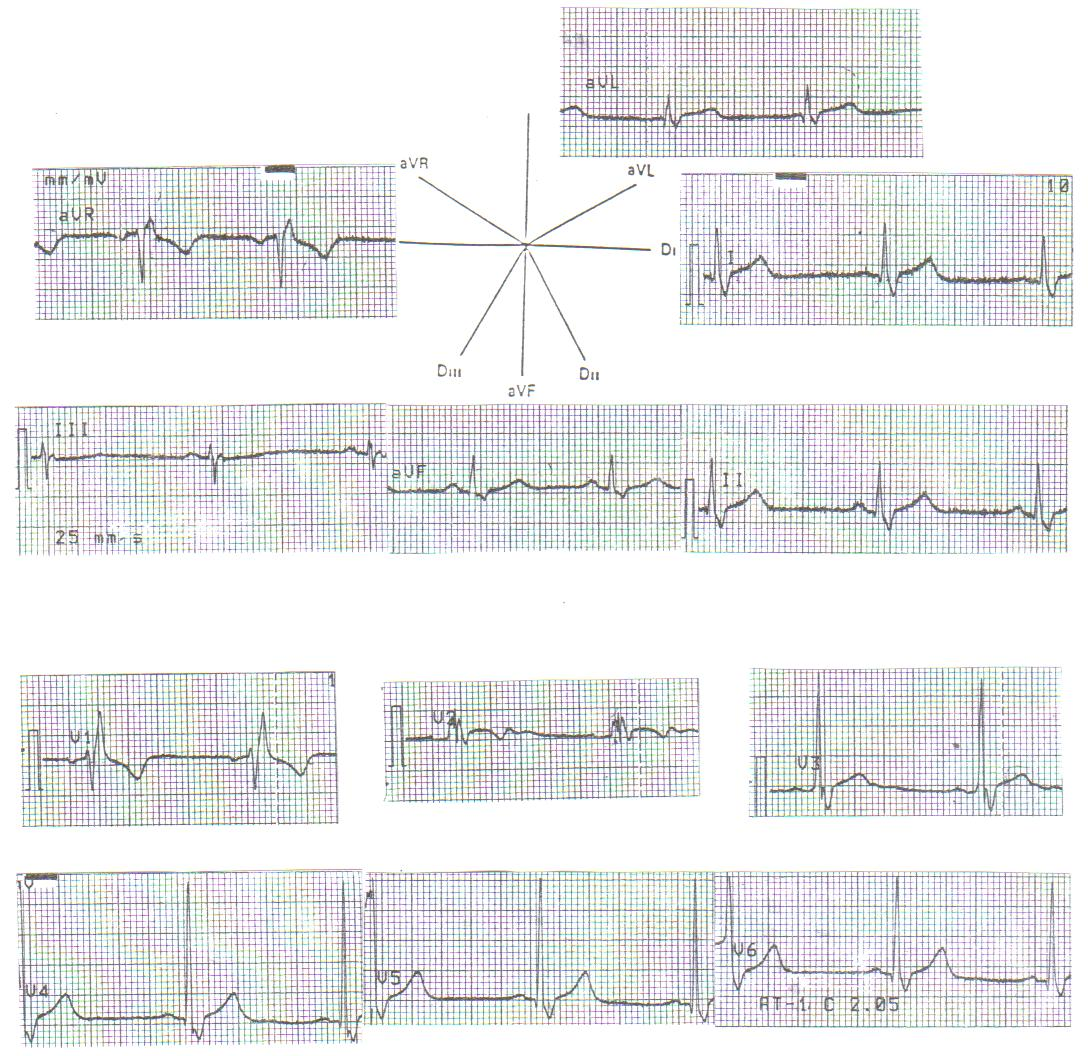 aVL
mm/mV
aVR
aVR
aVL
10
I
DI
DIII
aVF
DII
III
25 mm/s
aVF
II
V1
1
V2
V3
V4
V5
V6
AT-1 C 2.05